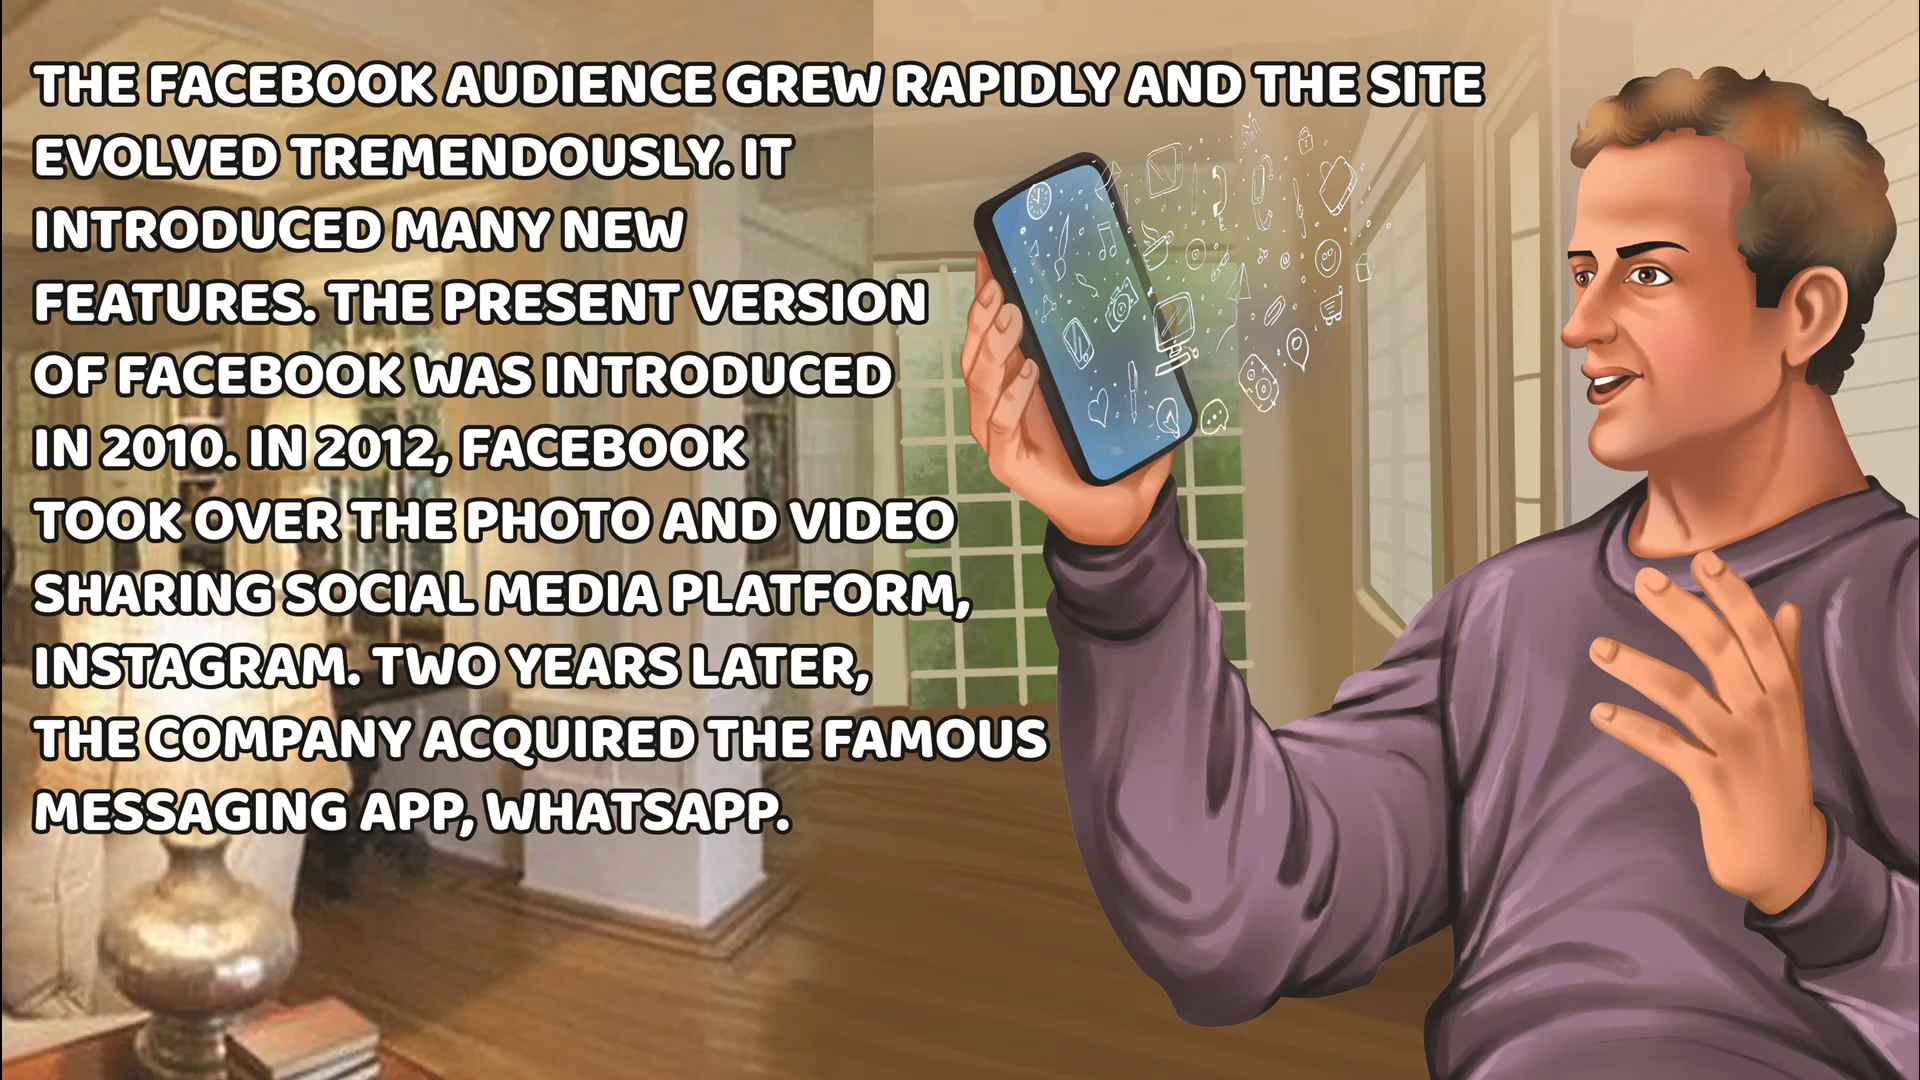 THE FACEBOOK AUDIENCE GREW RAPIDLY AND THE SITE
EVOLVED TREMENDOUSLY. IT
INTRODUCED MANY NEW
FEATURES. THE PRESENT VERSION
OF FACEBOOK WAS INTRODUCED
IN 2010. IN 2012, FACEBOOK
TOOK OVER THE PHOTO AND VIDEO
SHARING SOCIAL MEDIA PLATFORM,
INSTAGRAM. TWO YEARS LATER,
THE COMPANY ACQUIRED THE FAMOUS
MESSAGING APP, WHATSAPP.